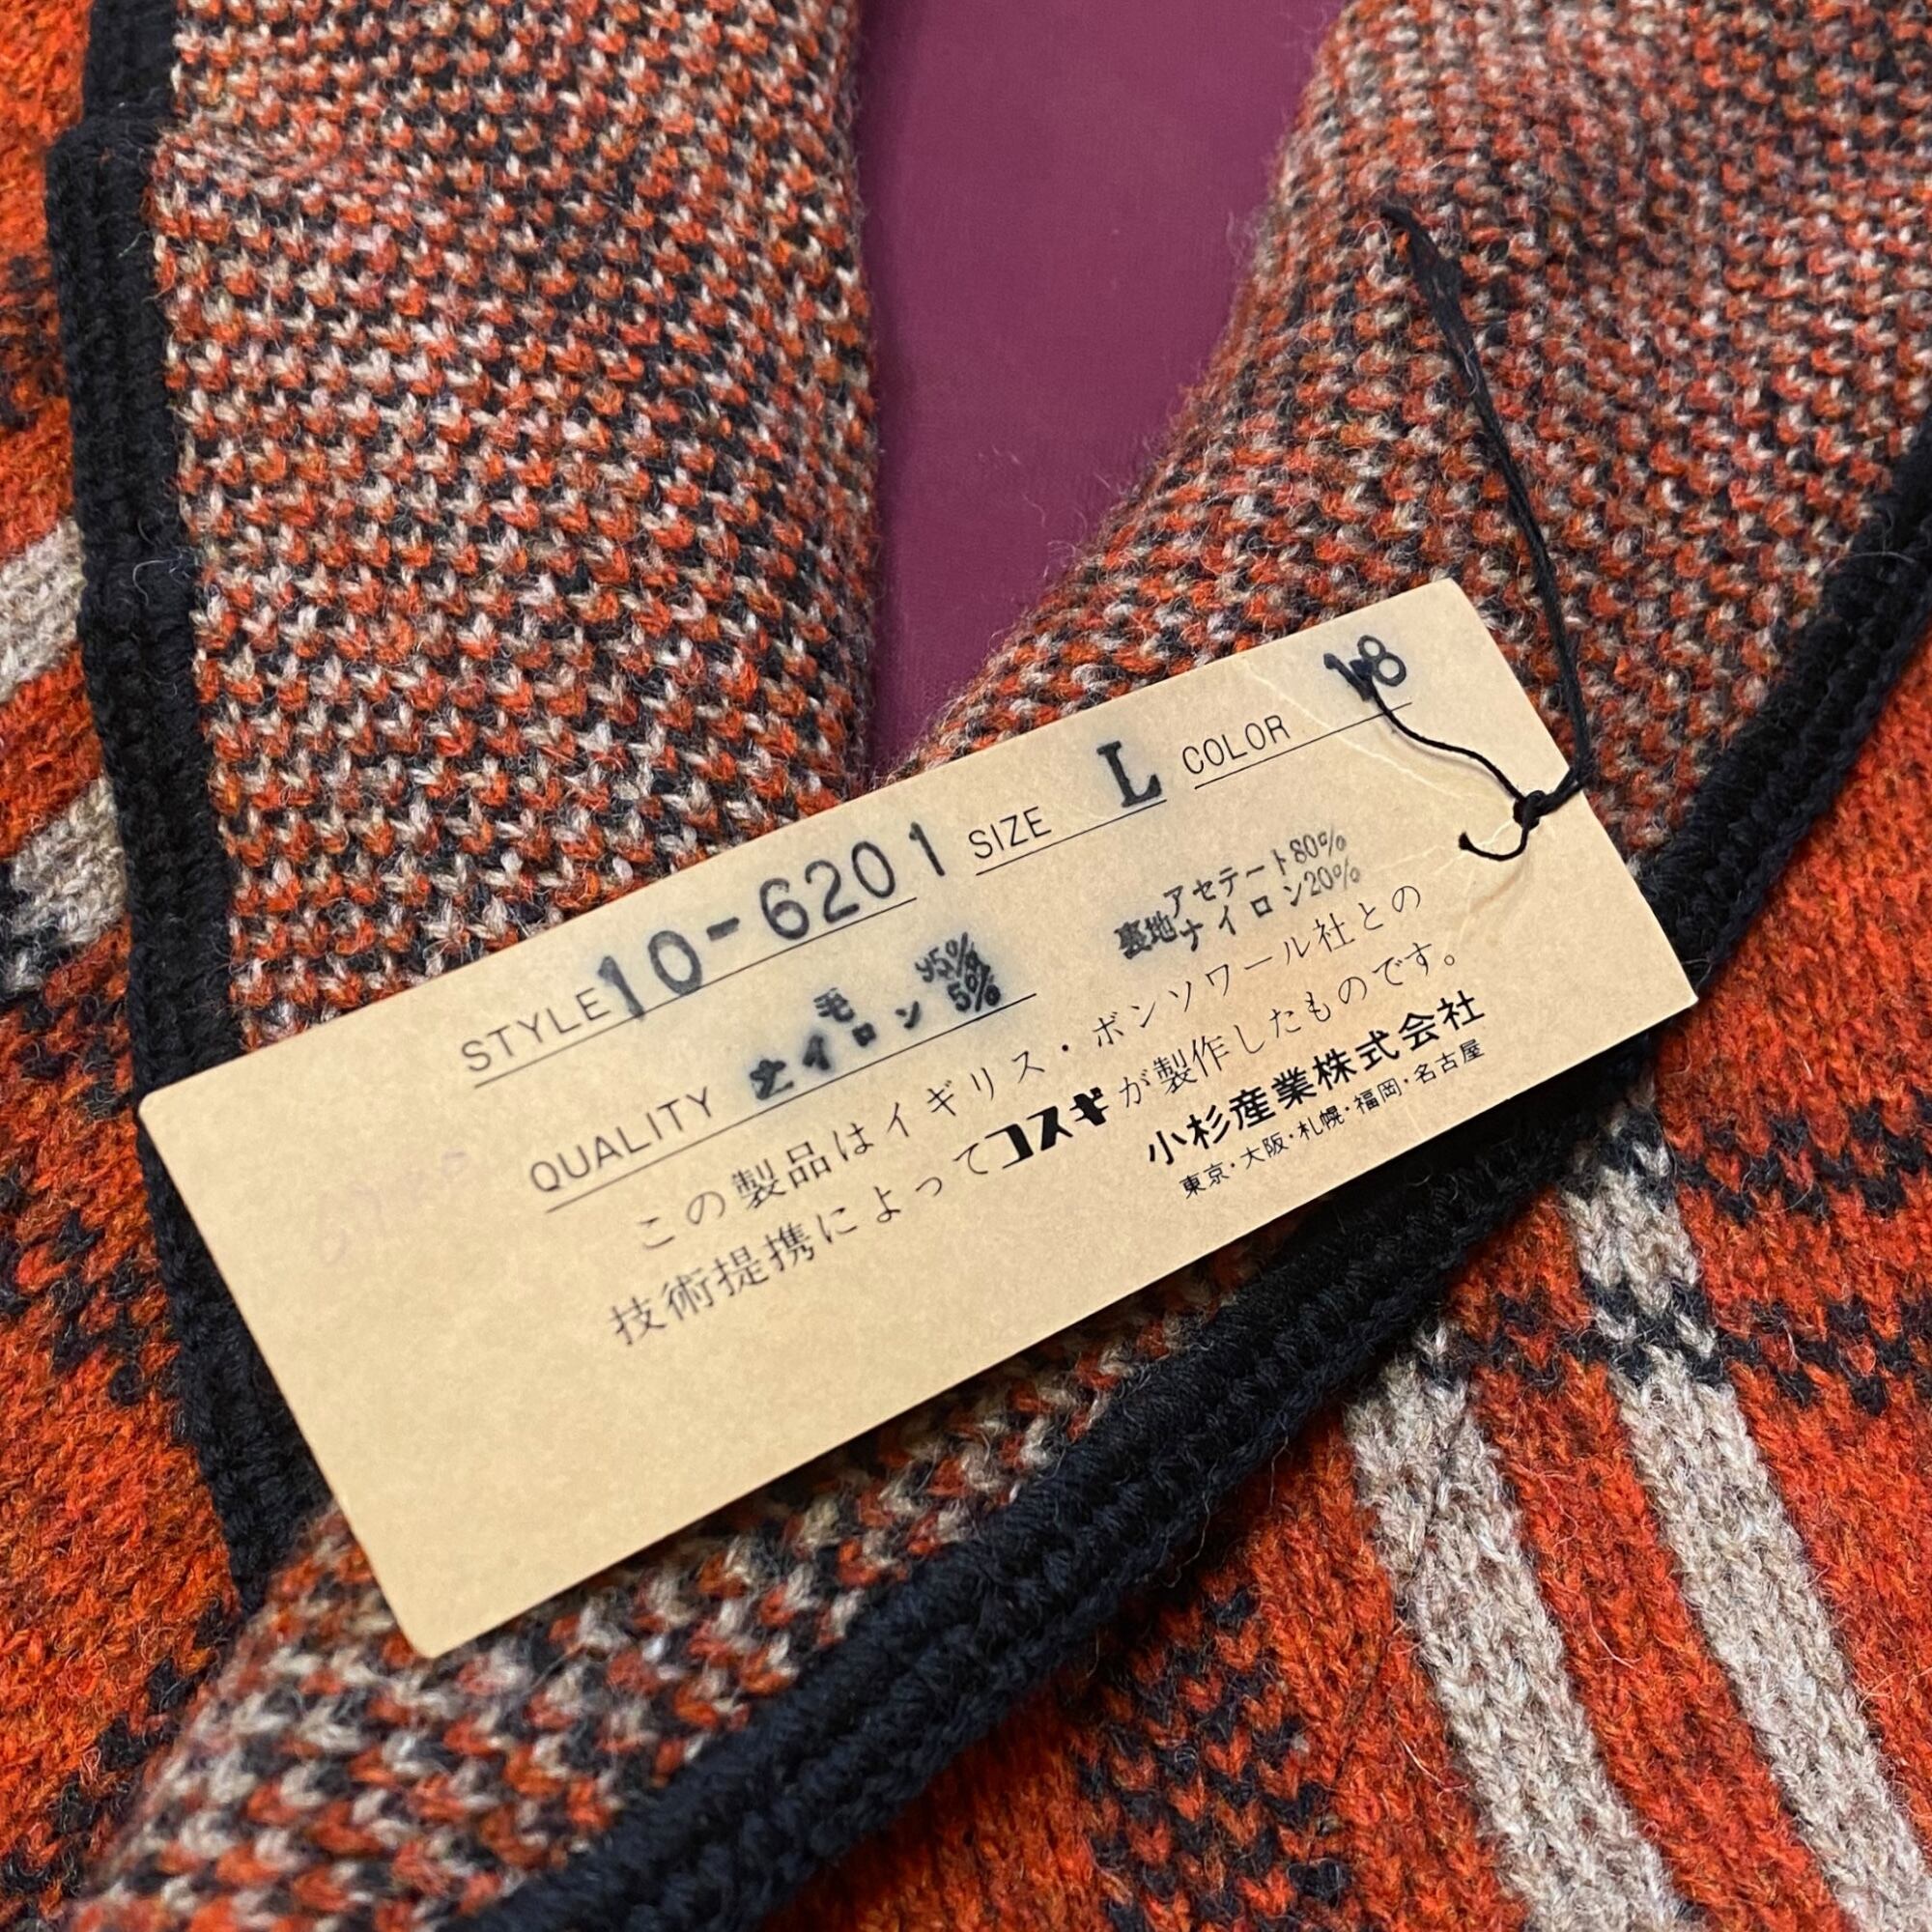 STYLE 10-6201 SIZE L COLOR 18
QUALITY 毛 95%
ナイロン 5%
裏地 アセテート80%
ナイロン20%
この製品はイギリス・ボンソワール社との
技術提携によってコスギが製作したものです。
小杉産業株式会社
東京・大阪・札幌・福岡・名古屋